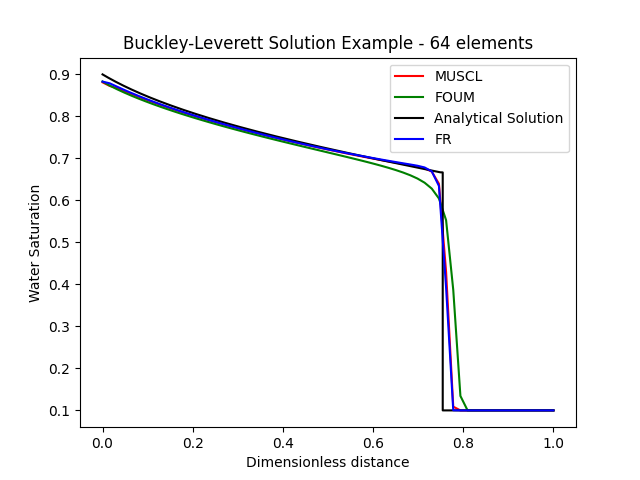 Buckley-Leverett Solution Example - 64 elements
MUSCL
FOUM
Analytical Solution
FR
Water Saturation
0.9
0.8
0.7
0.6
0.5
0.4
0.3
0.2
0.1
0.0 0.2 0.4 0.6 0.8 1.0
Dimensionless distance